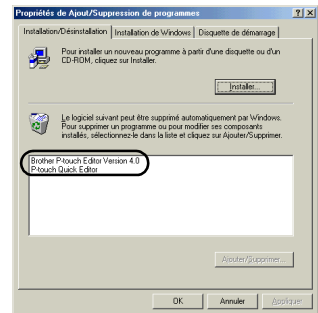 Propriétés de Ajout/Suppression de programmes
Installation/Désinstallation Installation de Windows Disquette de démarrage
Pour installer un nouveau programme à partir d'une disquette ou d'un
CD-ROM, cliquez sur Installer.
Installer...
Le logiciel suivant peut être supprimé automatiquement par Windows.
Pour supprimer un programme ou pour modifier ses composants
installés, sélectionnez-le dans la liste et cliquez sur Ajouter/Supprimer.
Brother P-touch Editor Version 4.0
P-touch Quick Editor
Ajouter/Supprimer...
OK Annuler Appliquer